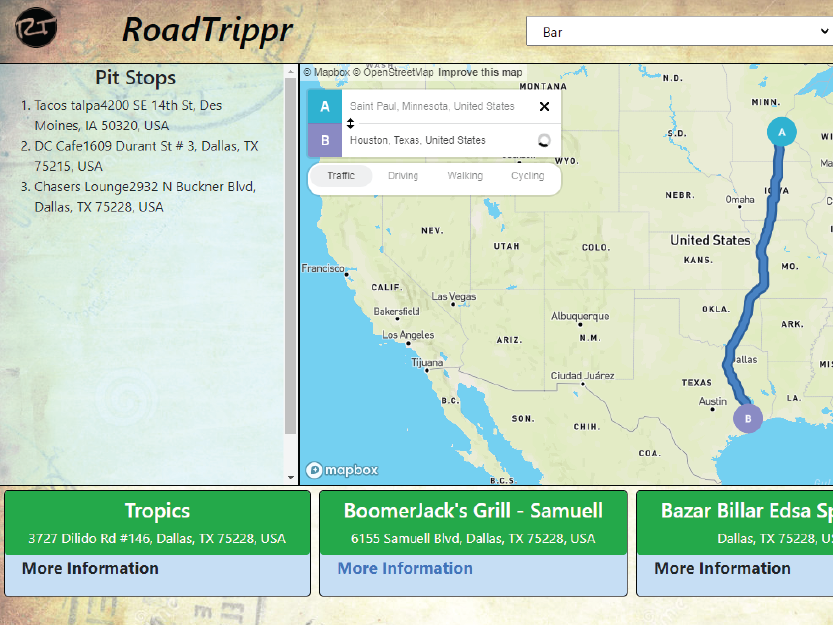 RT
RoadTrippr
Bar
Pit Stops
1. Tacos talpa4200 SE 14th St, Des
Moines, IA 50320, USA
2. DC Cafe1609 Durant St # 3, Dallas, TX
75215, USA
3. Chasers Lounge2932 N Buckner Blvd,
Dallas, TX 75228, USA
© Mapbox © OpenStreetMap Improve this map
A
Saint Paul, Minnesota, United States
B
Houston, Texas, United States
Traffic
Driving
Walking
Cycling
WASH.
MONTANA
N.D.
MINN.
S.D.
WYO.
A
IOWA
NEBR.
Omaha
NEV.
UTAH
COLO.
United States
KANS.
MO.
Francisco
CALIF.
Las Vegas
Bakersfield
Los Angeles
Albuquerque
OKLA.
ARK.
ARIZ.
N.M.
Tijuana
Ciudad Juárez
Dallas
MIS
TEXAS
Austin
LA.
B.C.
SON.
CHIH.
B
COA.
B.C.S.
mapbox
Tropics
3727 Dilido Rd #146, Dallas, TX 75228, USA
More Information
BoomerJack's Grill - Samuell
6155 Samuell Blvd, Dallas, TX 75228, USA
More Information
Bazar Billar Edsa Sp
Dallas, TX 75228, US
More Information